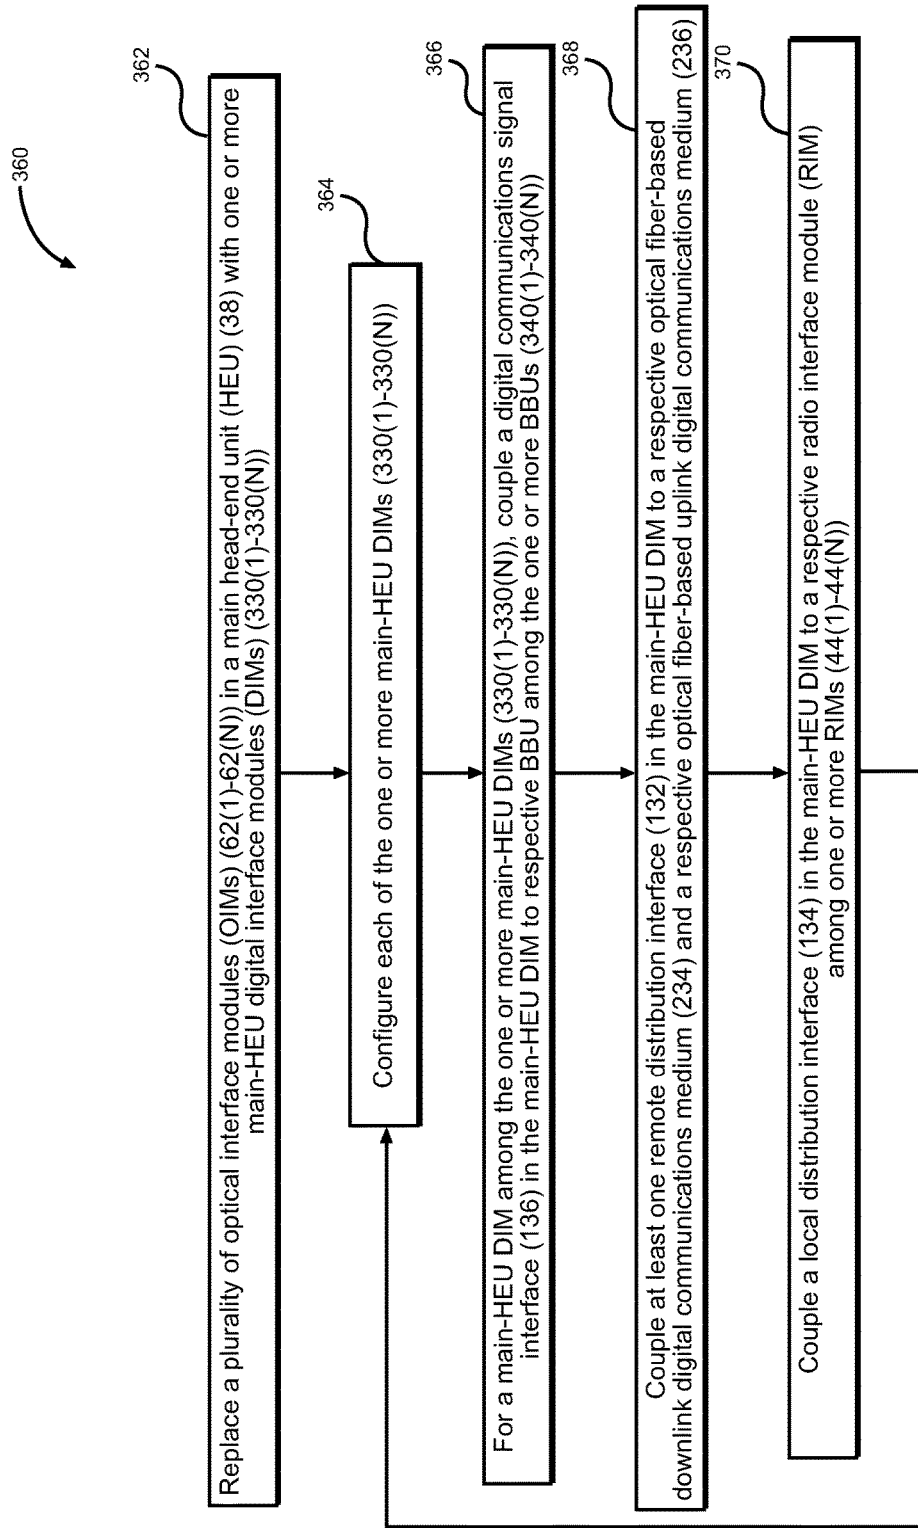 360
362
Replace a plurality of optical interface modules (OIMs) (62(1)-62(N)) in a main head-end unit (HEU) (38) with one or more
main-HEU digital interface modules (DIMs) (330(1)-330(N))
364
Configure each of the one or more main-HEU DIMs (330(1)-330(N))
366
For a main-HEU DIM among the one or more main-HEU DIMs (330(1)-330(N)), couple a digital communications signal
interface (136) in the main-HEU DIM to respective BBU among the one or more BBUs (340(1)-340(N))
368
Couple at least one remote distribution interface (132) in the main-HEU DIM to a respective optical fiber-based
downlink digital communications medium (234) and a respective optical fiber-based uplink digital communications medium (236)
370
Couple a local distribution interface (134) in the main-HEU DIM to a respective radio interface module (RIM)
among one or more RIMs (44(1)-44(N))